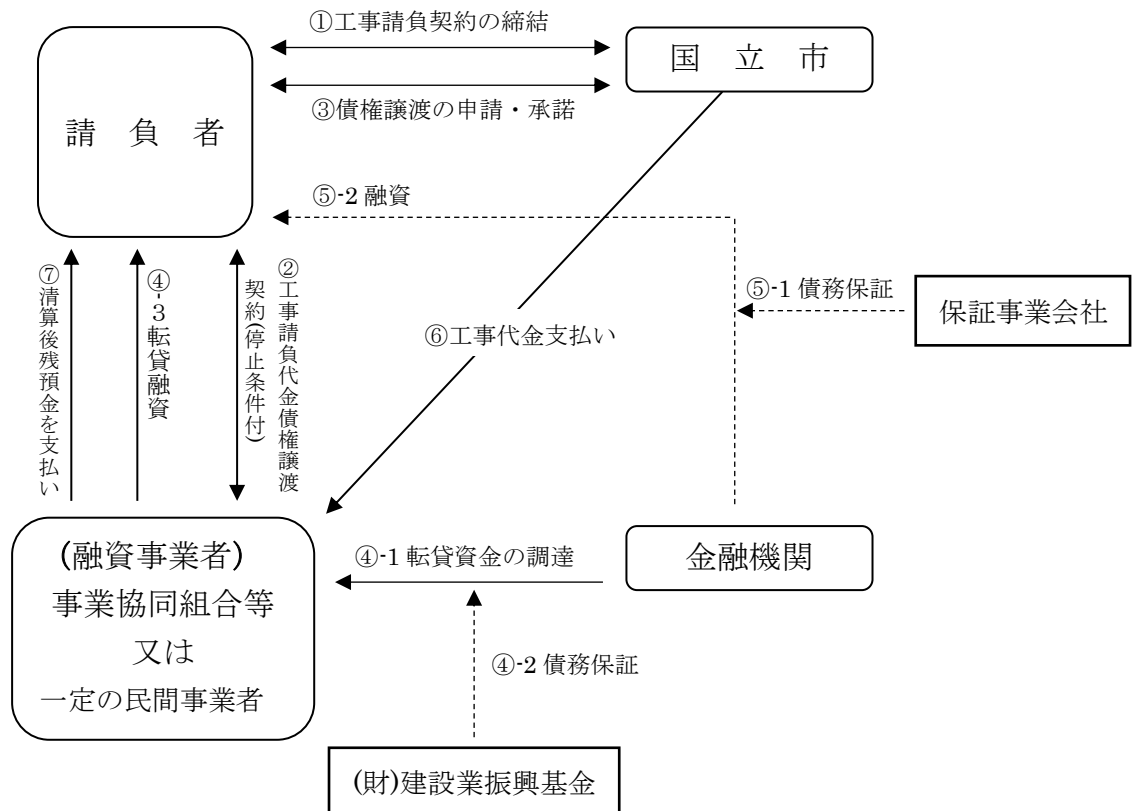 ①工事請負契約の締結
国　立　市
③債権譲渡の申請・承諾
請　負　者
⑤-2 融資
⑤-1 債務保証
保証事業会社
⑥工事代金支払い
⑦清算後残預金を支払い
④-3転貸融資
②工事請負代金債権譲渡
契約(停止条件付)
(融資事業者)
事業協同組合等
又は
一定の民間事業者
④-1 転貸資金の調達
金融機関
④-2 債務保証
(財)建設業振興基金